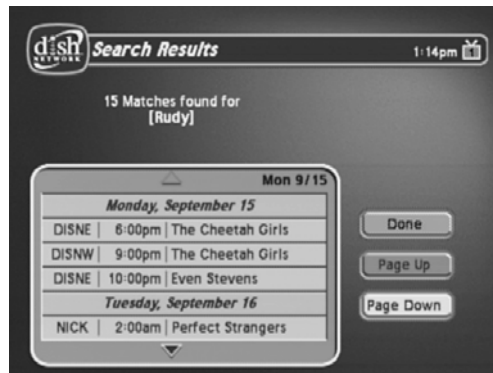 dish NETWORK
Search Results
1:14pm
15 Matches found for
[Rudy]
Mon 9/15
Monday, September 15
DISNE | 6:00pm | The Cheetah Girls
DISNW | 9:00pm | The Cheetah Girls
DISNE | 10:00pm | Even Stevens
Tuesday, September 16
NICK | 2:00am | Perfect Strangers
Done
Page Up
Page Down